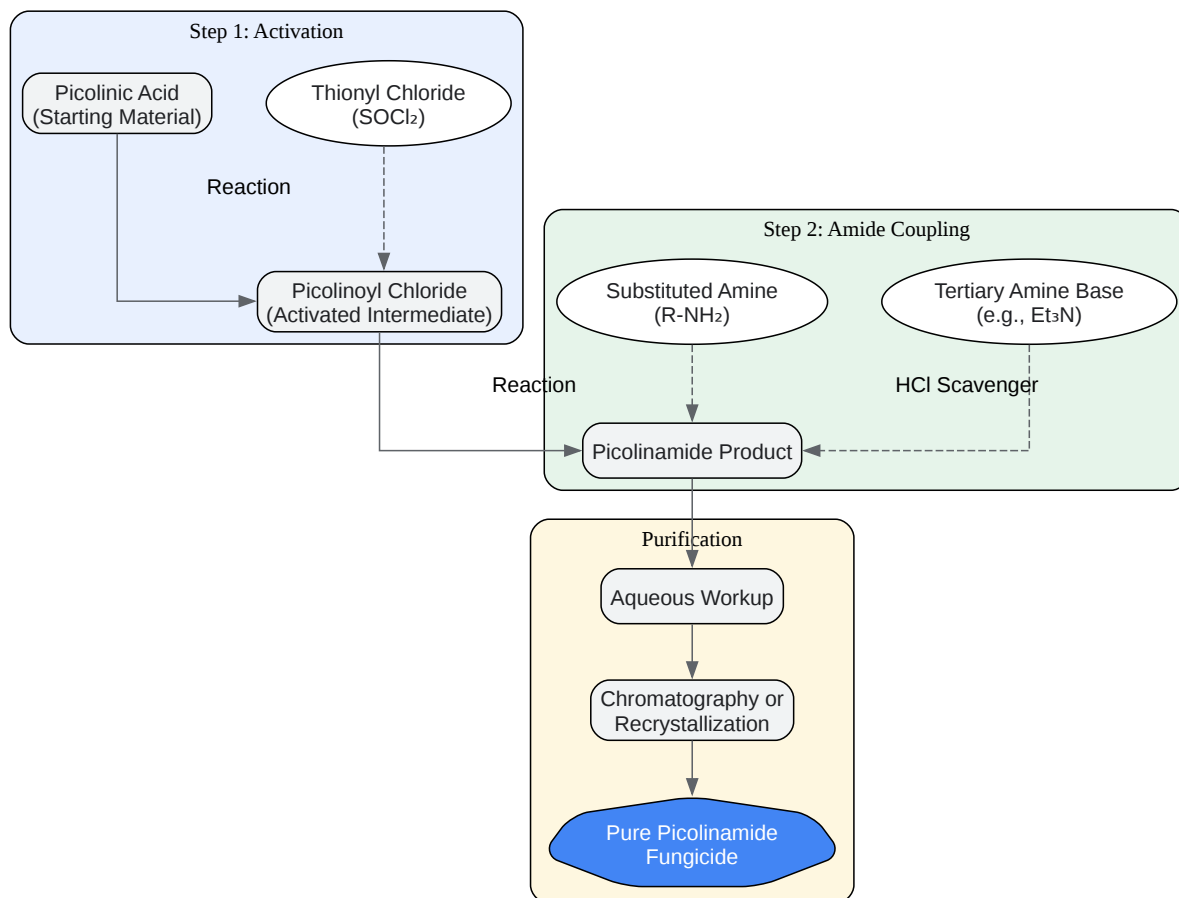 Step 1: Activation
Picolinic Acid
(Starting Material)
Thionyl Chloride
(SOCl₂)
Reaction
Picolinoyl Chloride
(Activated Intermediate)
Step 2: Amide Coupling
Substituted Amine
(R-NH₂)
Tertiary Amine Base
(e.g., Et₃N)
Reaction
HCl Scavenger
Picolinamide Product
Purification
Aqueous Workup
Chromatography or
Recrystallization
Pure Picolinamide
Fungicide